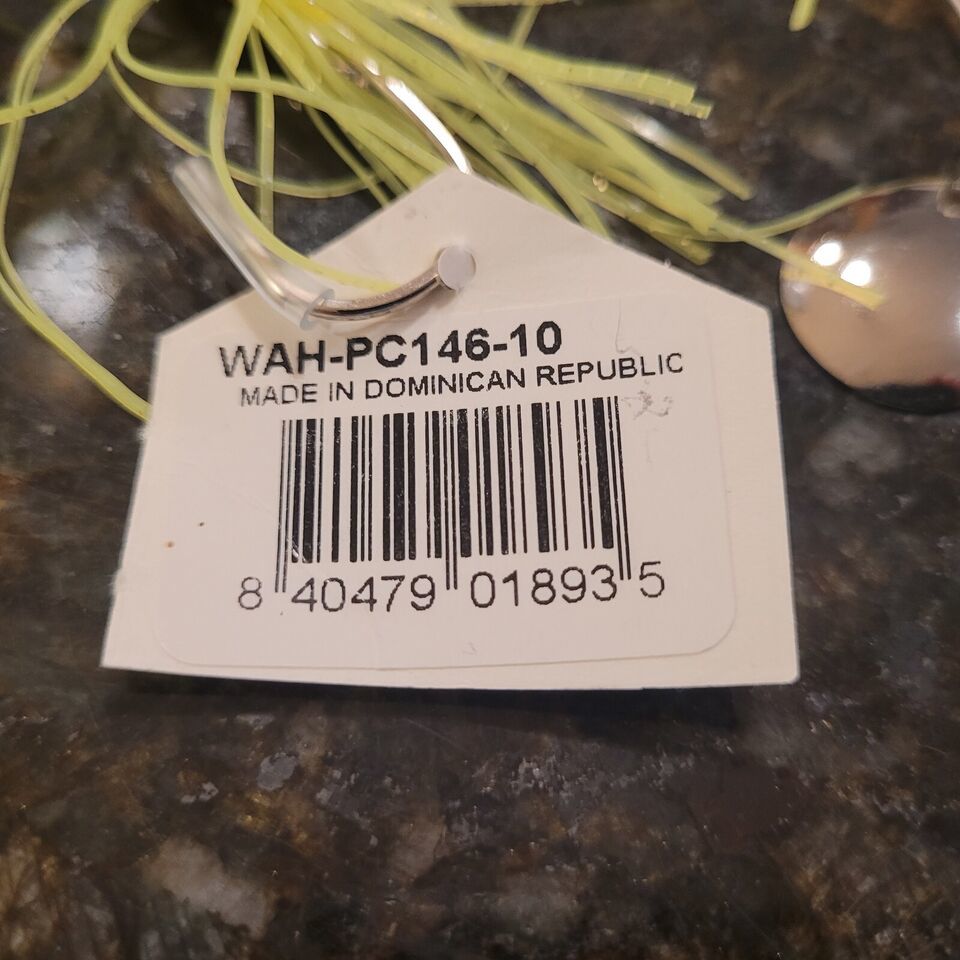 WAH-PC146-10
MADE IN DOMINICAN REPUBLIC
8 40479 01893 5